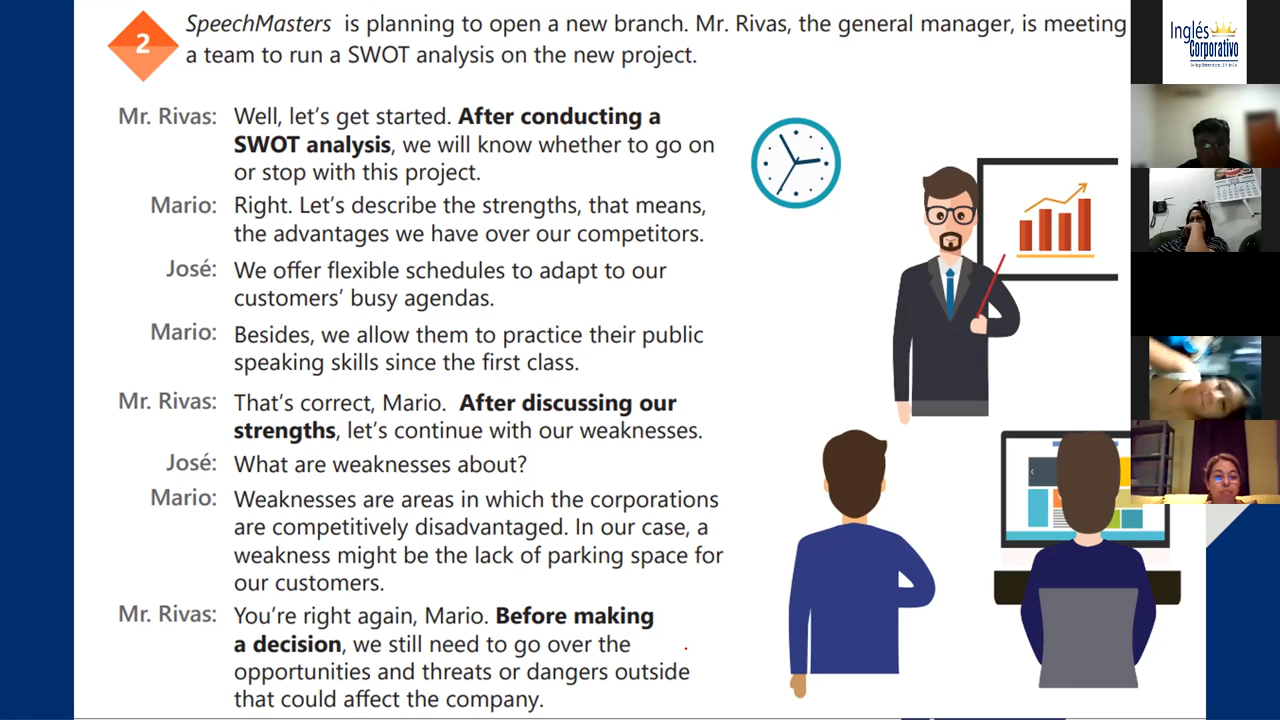 2
SpeechMasters is planning to open a new branch. Mr. Rivas, the general manager, is meeting
a team to run a SWOT analysis on the new project.
Mr. Rivas: Well, let's get started. After conducting a
SWOT analysis, we will know whether to go on
or stop with this project.
Mario: Right. Let's describe the strengths, that means,
the advantages we have over our competitors.
José: We offer flexible schedules to adapt to our
customers' busy agendas.
Mario: Besides, we allow them to practice their public
speaking skills since the first class.
Mr. Rivas: That's correct, Mario. After discussing our
strengths, let's continue with our weaknesses.
José: What are weaknesses about?
Mario: Weaknesses are areas in which the corporations
are competitively disadvantaged. In our case, a
weakness might be the lack of parking space for
our customers.
Mr. Rivas: You're right again, Mario. Before making
a decision, we still need to go over the
opportunities and threats or dangers outside
that could affect the company.
Inglés
Corporativo